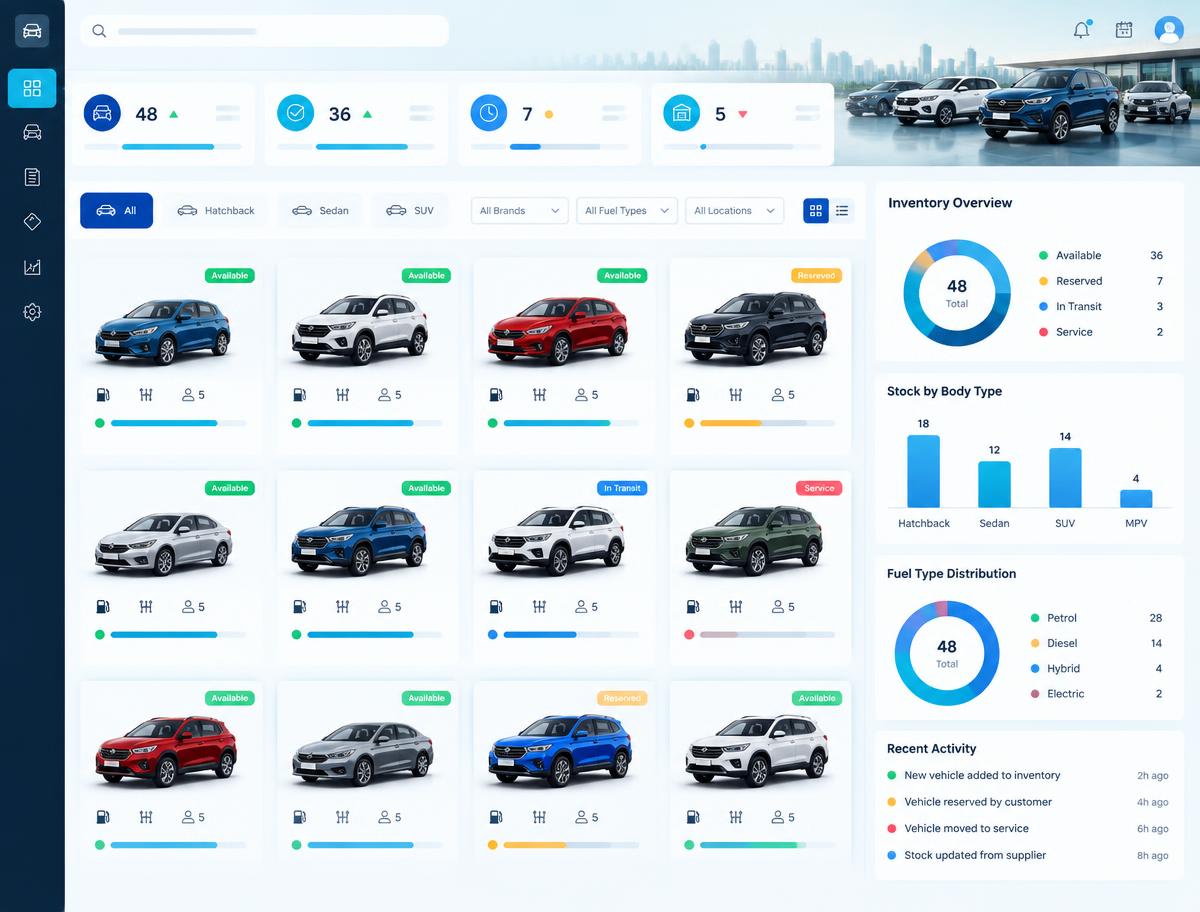 48
36
7
5
All
Hatchback
Sedan
SUV
All Brands
All Fuel Types
All Locations
Available
Available
Available
Resreved
5
5
5
5
Available
Available
In Transit
Service
5
5
5
5
Available
Available
Reserved
Available
5
5
5
5
Inventory Overview
48
Total
Available 36
Resrerved 7
In Transit 3
Service 2
Stock by Body Type
18
12
14
4
Hatchback
Sedan
SUV
MPV
Fuel Type Distribution
48
Total
Petrol 28
Diesel 14
Hybrid 4
Electric 2
Recent Activity
New vehicle added to inventory 2h ago
Vehicle reserved by customer 4h ago
Vehicle moved to service 6h ago
Stock updated from supplier 8h ago